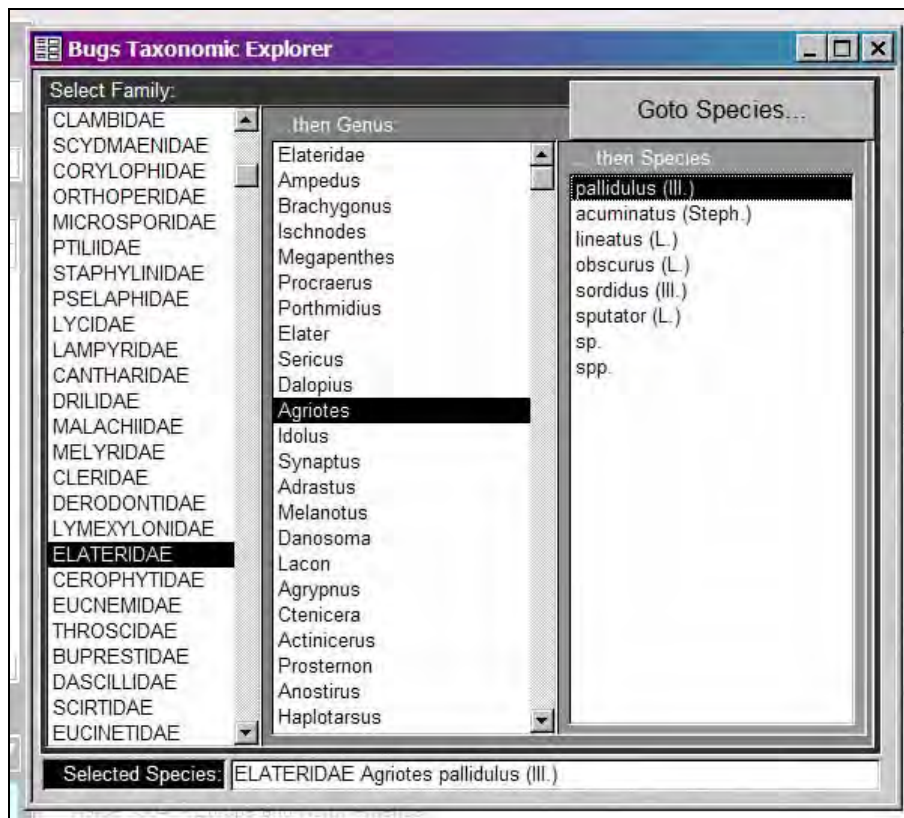 Bugs Taxonomic Explorer
Select Family:
CLAMBIDAE
SCYDMAENIDAE
CORYLOPHIDAE
ORTHOPERIDAE
MICROSPORIDAE
PTILIIDAE
STAPHYLINIDAE
PSELAPHIDAE
LYCIDAE
LAMPYRIDAE
CANTHARIDAE
DRILIDAE
MALACHIIDAE
MELYRIDAE
CLERIDAE
DERODONTIDAE
LYMEXYLONIDAE
ELATERIDAE
CEROPHYTIDAE
EUCNEMIDAE
THROSCIDAE
BUPRESTIDAE
DASCILLIDAE
SCIRTIDAE
EUCINETIDAE
...then Genus:
Elateridae
Ampedus
Brachygonus
Ischnodes
Megapenthes
Procraerus
Porthmidius
Elater
Sericus
Dalopius
Agriotes
Idolus
Synaptus
Adrastus
Melanotus
Danosoma
Lacon
Agrypnus
Ctenicera
Actinicerus
Prosternon
Anostirus
Haplotarsus
Goto Species...
... then Species
pallidulus (Ill.)
acuminatus (Steph.)
lineatus (L.)
obscurus (L.)
sordidus (Ill.)
sputator (L.)
sp.
spp.
Selected Species: ELATERIDAE Agriotes pallidulus (Ill.)